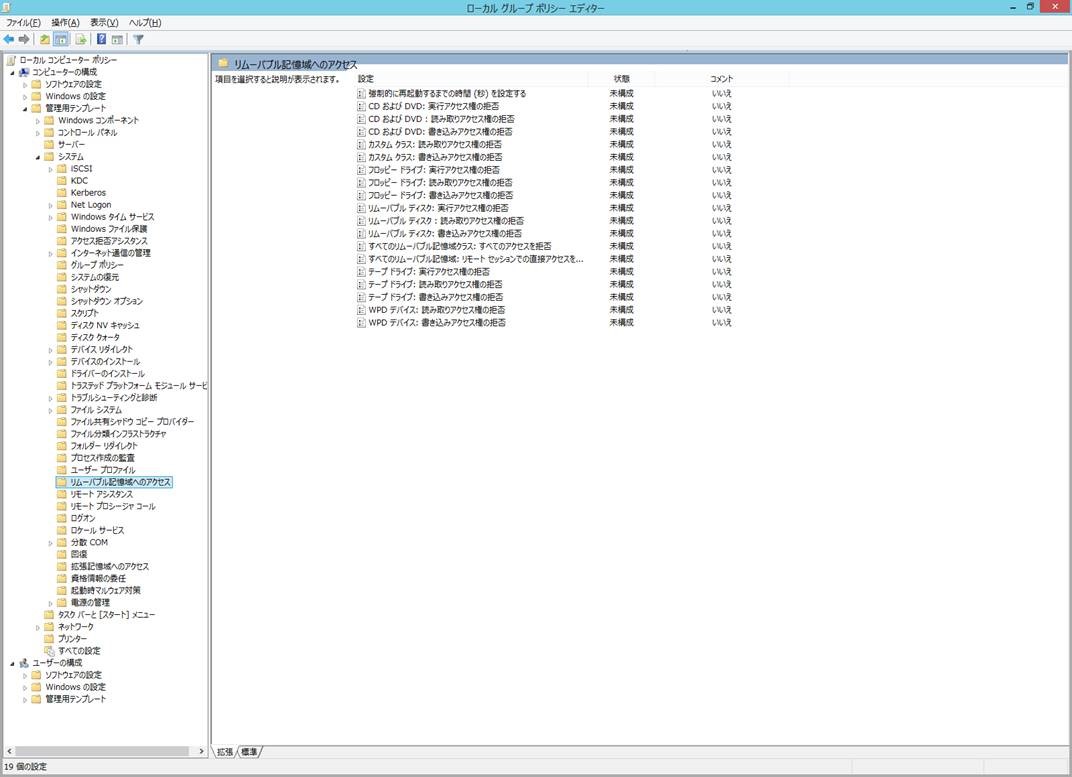 ローカル グループ ポリシー エディター
ファイル(F) 操作(A) 表示(V) ヘルプ(H)
ローカル コンピューター ポリシー
コンピューターの構成
ソフトウェアの設定
Windows の設定
管理用テンプレート
Windows コンポーネント
コントロール パネル
サーバー
システム
iSCSI
KDC
Kerberos
Net Logon
Windows タイム サービス
Windows ファイル保護
アクセス拒否アシスタンス
インターネット通信の管理
グループ ポリシー
システムの復元
シャットダウン
シャットダウン オプション
スクリプト
ディスク NV キャッシュ
ディスク クォータ
デバイス リダイレクト
デバイスのインストール
ドライバーのインストール
トラステッド プラットフォーム モジュール サービ
トラブルシューティングと診断
ファイル システム
ファイル共有シャドウ コピー プロバイダー
ファイル分類インフラストラクチャ
フォルダー リダイレクト
プロセス作成の監査
ユーザー プロファイル
リムーバブル記憶域へのアクセス
リモート アシスタンス
リモート プロシージャ コール
ログオン
ロケール サービス
分散 COM
回復
拡張記憶域へのアクセス
資格情報の委任
起動時マルウェア対策
電源の管理
タスク バーと [スタート] メニュー
ネットワーク
プリンター
すべての設定
ユーザーの構成
ソフトウェアの設定
Windows の設定
管理用テンプレート
リムーバブル記憶域へのアクセス
項目を選択すると説明が表示されます。
設定 状態 コメント
強制的に再起動するまでの時間 (秒) を設定する 未構成 いいえ
CD および DVD: 実行アクセス権の拒否 未構成 いいえ
CD および DVD : 読み取りアクセス権の拒否 未構成 いいえ
CD および DVD: 書き込みアクセス権の拒否 未構成 いいえ
カスタム クラス: 読み取りアクセス権の拒否 未構成 いいえ
カスタム クラス: 書き込みアクセス権の拒否 未構成 いいえ
フロッピー ドライブ: 実行アクセス権の拒否 未構成 いいえ
フロッピー ドライブ: 読み取りアクセス権の拒否 未構成 いいえ
フロッピー ドライブ: 書き込みアクセス権の拒否 未構成 いいえ
リムーバブル ディスク: 実行アクセス権の拒否 未構成 いいえ
リムーバブル ディスク : 読み取りアクセス権の拒否 未構成 いいえ
リムーバブル ディスク: 書き込みアクセス権の拒否 未構成 いいえ
すべてのリムーバブル記憶域クラス: すべてのアクセスを拒否 未構成 いいえ
すべてのリムーバブル記憶域: リモート セッションでの直接アクセスを... 未構成 いいえ
テープ ドライブ: 実行アクセス権の拒否 未構成 いいえ
テープ ドライブ: 読み取りアクセス権の拒否 未構成 いいえ
テープ ドライブ: 書き込みアクセス権の拒否 未構成 いいえ
WPD デバイス: 読み取りアクセス権の拒否 未構成 いいえ
WPD デバイス: 書き込みアクセス権の拒否 未構成 いいえ
拡張 標準
19 個の設定